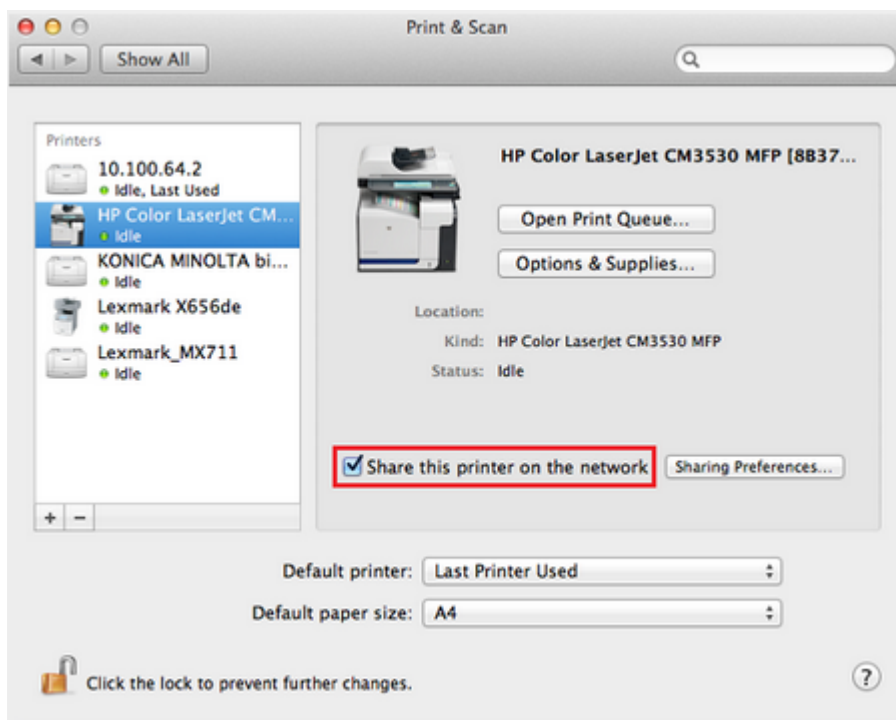 Print & Scan
Show All
Printers
10.100.64.2
Idle, Last Used
HP Color LaserJet CM...
Idle
KONICA MINOLTA bi...
Idle
Lexmark X656de
Idle
Lexmark_MX711
Idle
+ −
HP Color LaserJet CM3530 MFP [8B37...
Open Print Queue...
Options & Supplies...
Location:
Kind: HP Color LaserJet CM3530 MFP
Status: Idle
Share this printer on the network
Sharing Preferences...
Default printer: Last Printer Used
Default paper size: A4
Click the lock to prevent further changes.
?